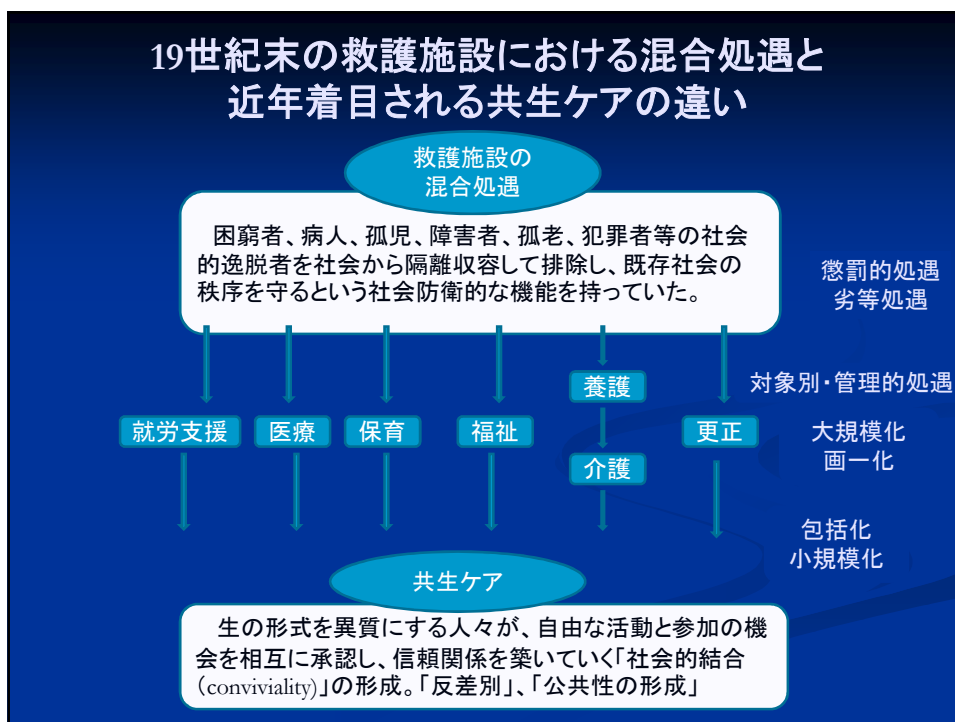 19世紀末の救護施設における混合処遇と
近年着目される共生ケアの違い
救護施設の
混合処遇
困窮者、病人、孤児、障害者、孤老、犯罪者等の社会
的逸脱者を社会から隔離収容して排除し、既存社会の
秩序を守るという社会防衛的な機能を持っていた。
懲罰的処遇
劣等処遇
養護
対象別・管理的処遇
就労支援
医療
保育
福祉
更正
大規模化
画一化
介護
包括化
小規模化
共生ケア
生の形式を異質にする人々が、自由な活動と参加の機
会を相互に承認し、信頼関係を築いていく「社会的結合
（conviviality)」の形成。「反差別」、「公共性の形成」